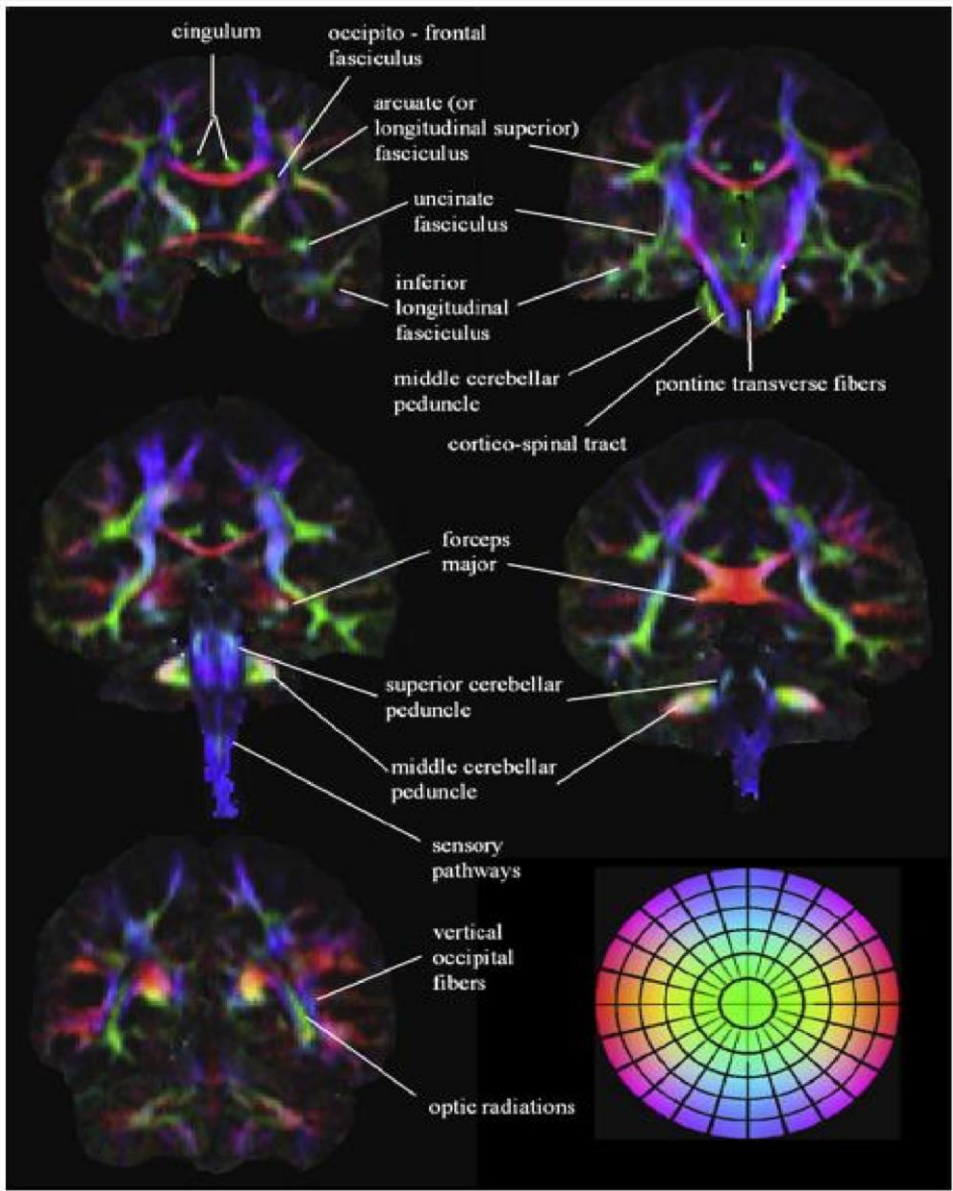 cingulum
occipito - frontal
fasciculus
arcuate (or
longitudinal superior)
fasciculus
uncinate
fasciculus
inferior
longitudinal
fasciculus
middle cerebellar
peduncle
pontine transverse fibers
cortico-spinal tract
forceps
major
superior cerebellar
peduncle
middle cerebellar
peduncle
sensory
pathways
vertical
occipital
fibers
optic radiations